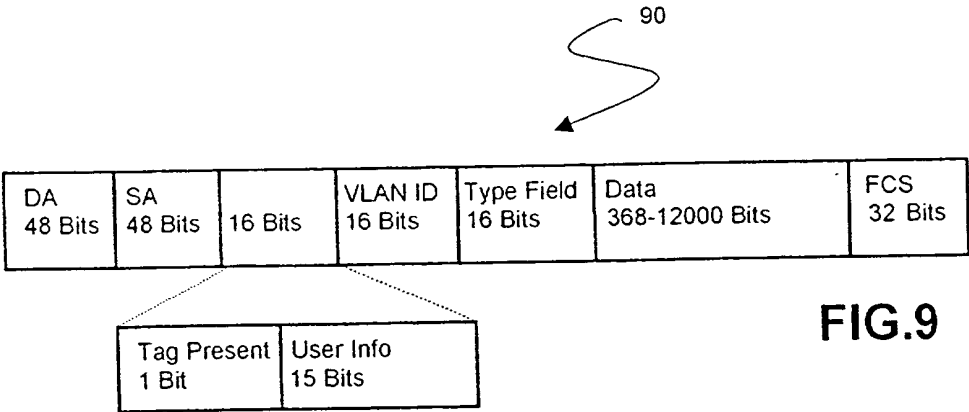 90
DA
48 Bits
SA
48 Bits
16 Bits
VLAN ID
16 Bits
Type Field
16 Bits
Data
368-12000 Bits
FCS
32 Bits
Tag Present
1 Bit
User Info
15 Bits
FIG.9